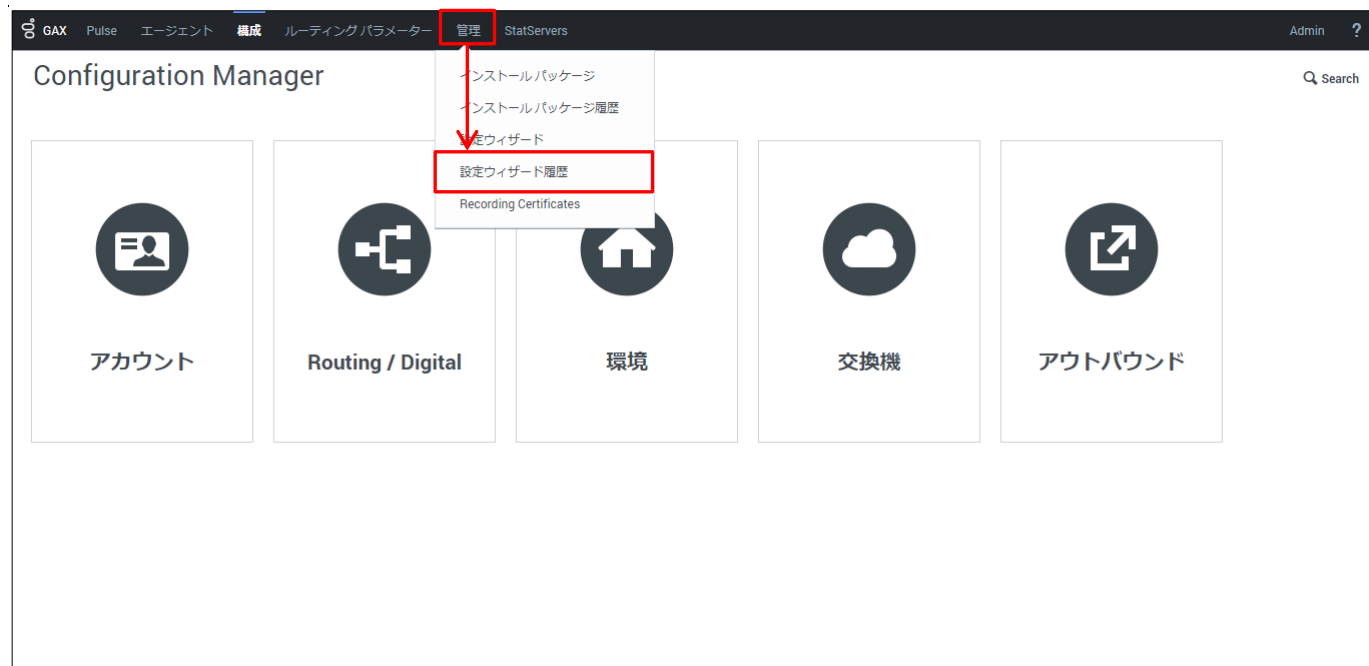 GAX Pulse エージェント 構成 ルーティング パラメーター 管理 StatServers Admin ?
Configuration Manager
Search
インストール パッケージ
インストール パッケージ履歴
設定ウィザード
設定ウィザード履歴
Recording Certificates
アカウント
Routing / Digital
環境
交換機
アウトバウンド